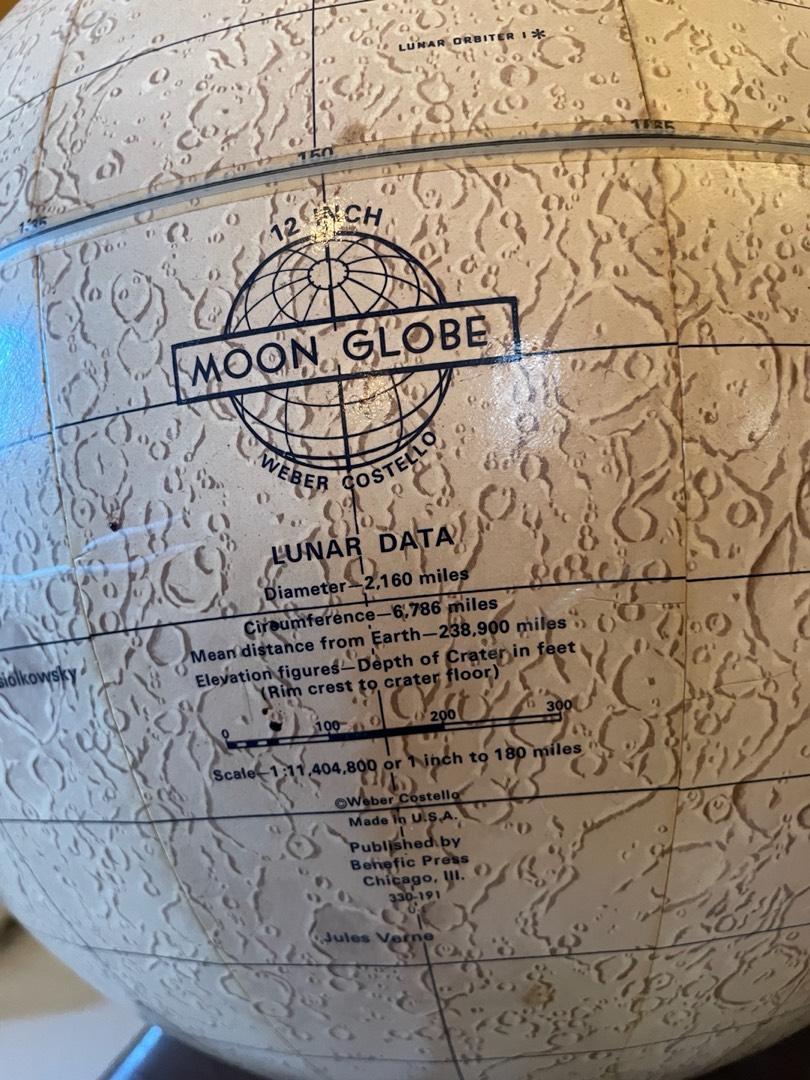 LUNAR ORBITER I *
165
150
135
12 INCH
MOON GLOBE
WEBER COSTELLO
LUNAR DATA
Diameter—2,160 miles
Circumference—6,786 miles
Mean distance from Earth—238,900 miles
Elevation figures—Depth of Crater in feet
(Rim crest to crater floor)
siolkowsky
0 100 200 300
Scale—1:11,404,800 or 1 inch to 180 miles
©Weber Costello
Made in U.S.A.
Published by
Benefic Press
Chicago, Ill.
330-191
Jules Verne